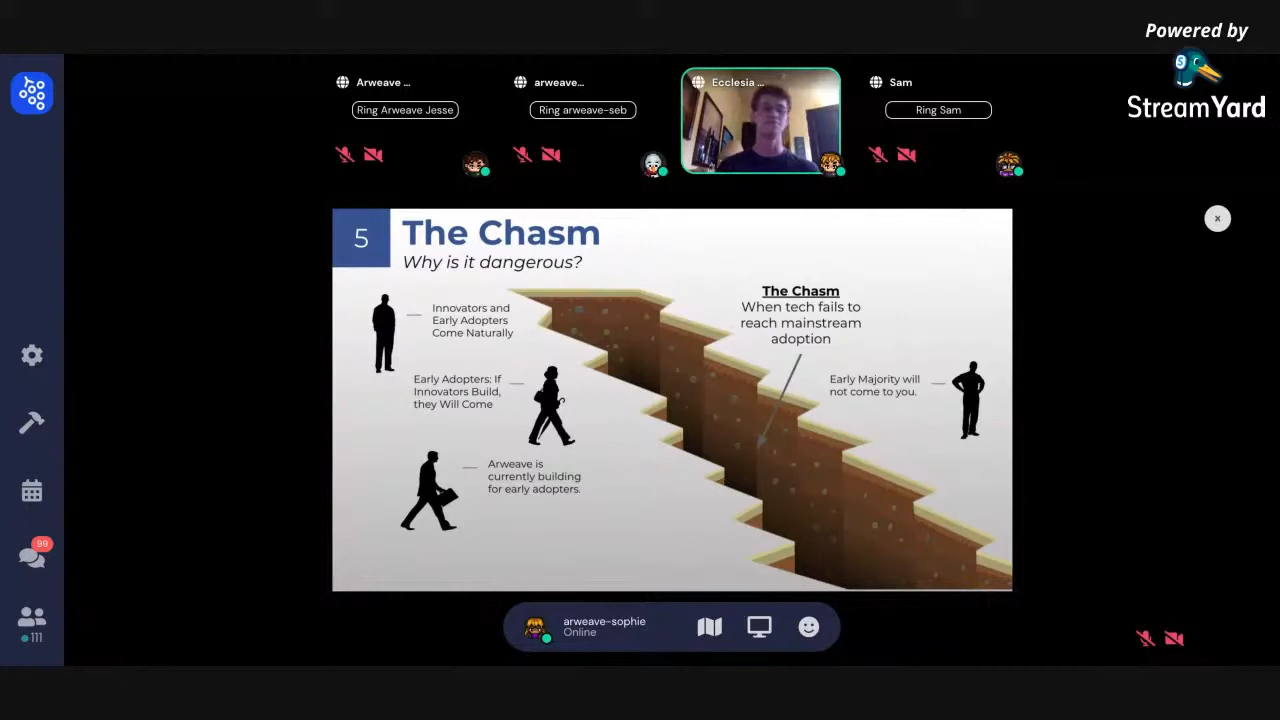 Powered by
StreamYard
Arweave ...
Ring Arweave Jesse
arweave...
Ring arweave-seb
Ecclesia ...
Sam
Ring Sam
5
The Chasm
Why is it dangerous?
Innovators and
Early Adopters
Come Naturally
The Chasm
When tech fails to
reach mainstream
adoption
Early Adopters: If
Innovators Build,
they Will Come
Early Majority will
not come to you.
Arweave is
currently building
for early adopters.
99
111
arweave-sophie
Online